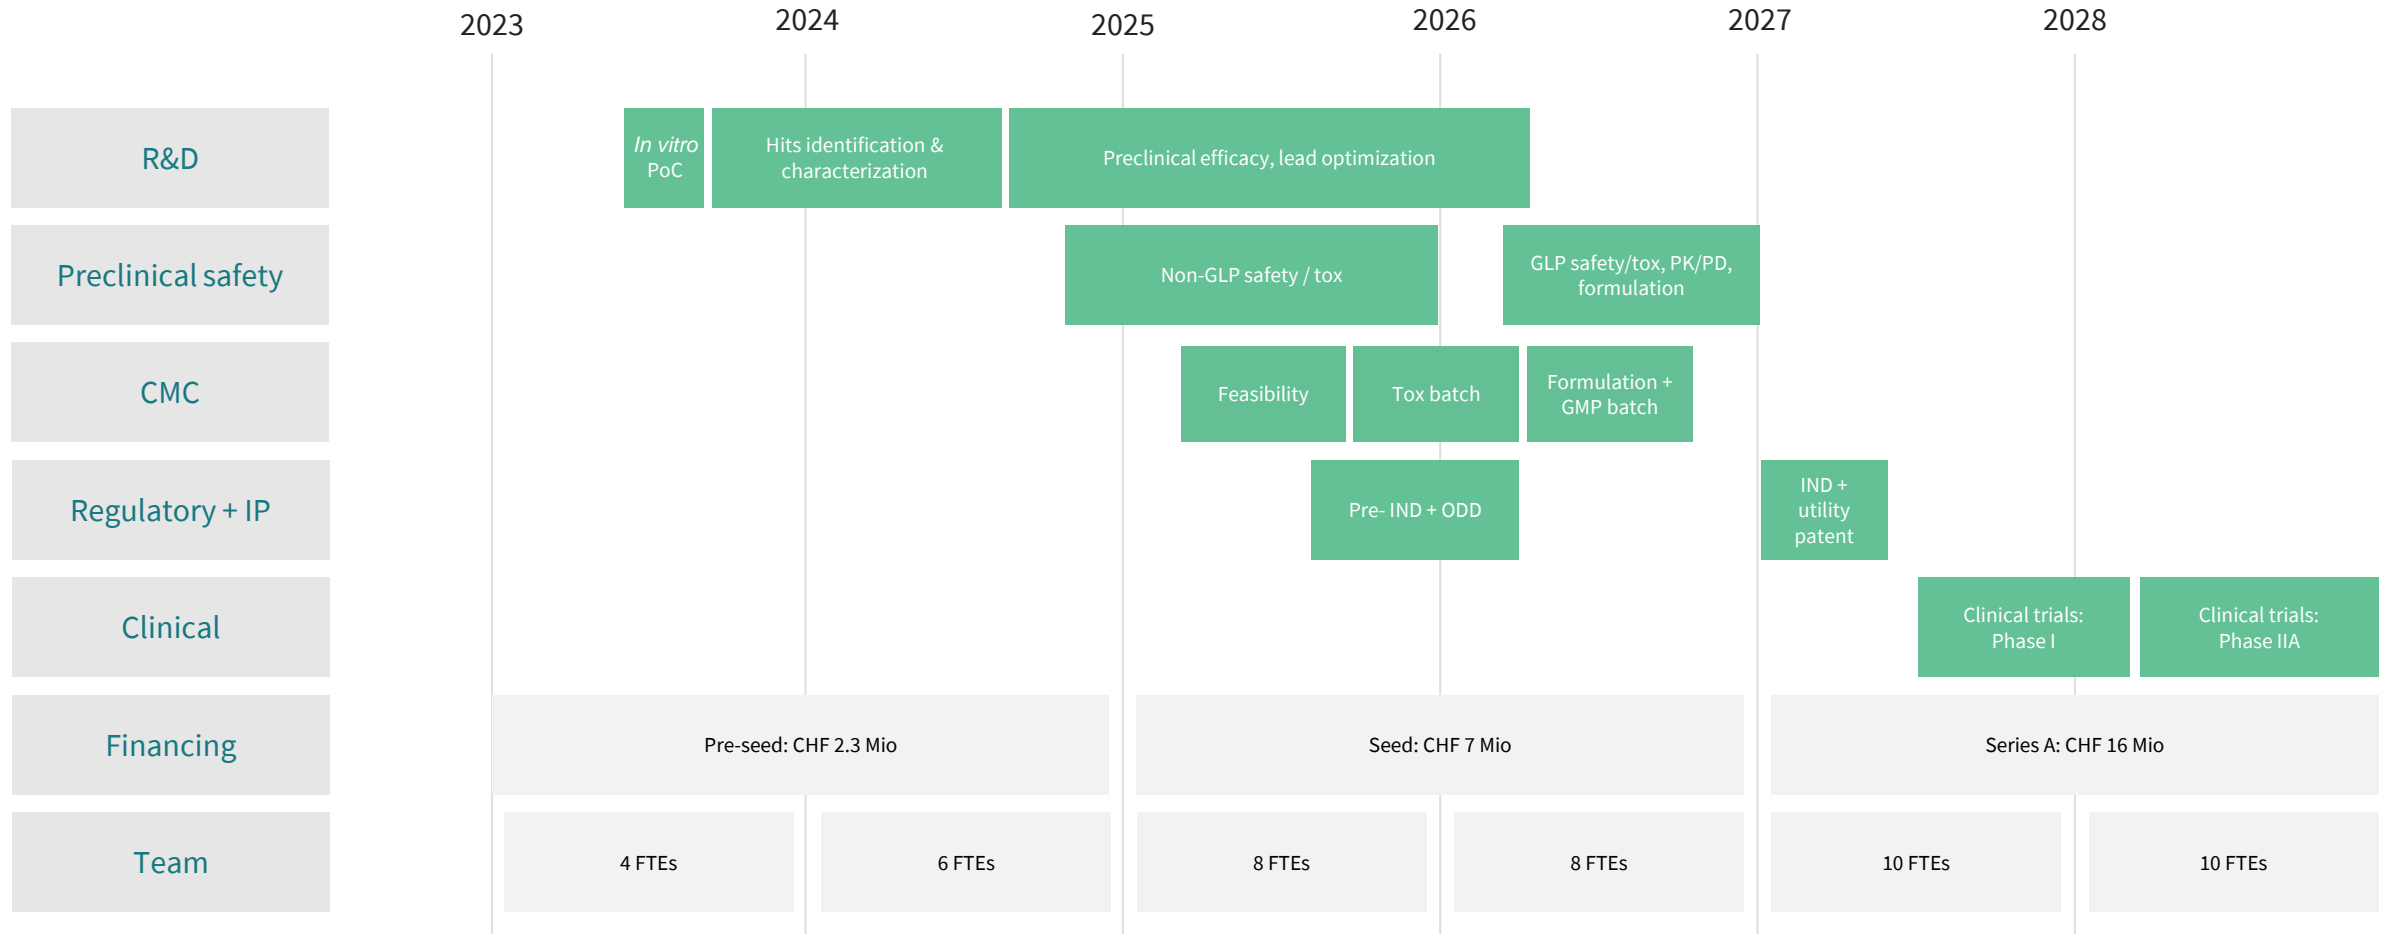 2023
2024
2025
2026
2027
2028
R&D
In vitro
PoC
Hits identification &
characterization
Preclinical efficacy, lead optimization
Preclinical safety
Non-GLP safety / tox
GLP safety/tox, PK/PD,
formulation
CMC
Feasibility
Tox batch
Formulation +
GMP batch
Regulatory + IP
Pre- IND + ODD
IND +
utility
patent
Clinical
Clinical trials:
Phase I
Clinical trials:
Phase IIA
Financing
Pre-seed: CHF 2.3 Mio
Seed: CHF 7 Mio
Series A: CHF 16 Mio
Team
4 FTEs
6 FTEs
8 FTEs
8 FTEs
10 FTEs
10 FTEs